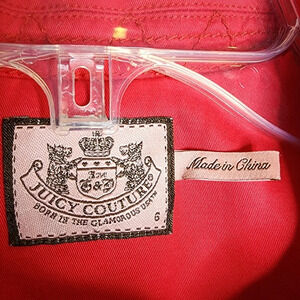 G & P
JUICY COUTURE
BORN IN THE GLAMOROUS USA
6
Made in China